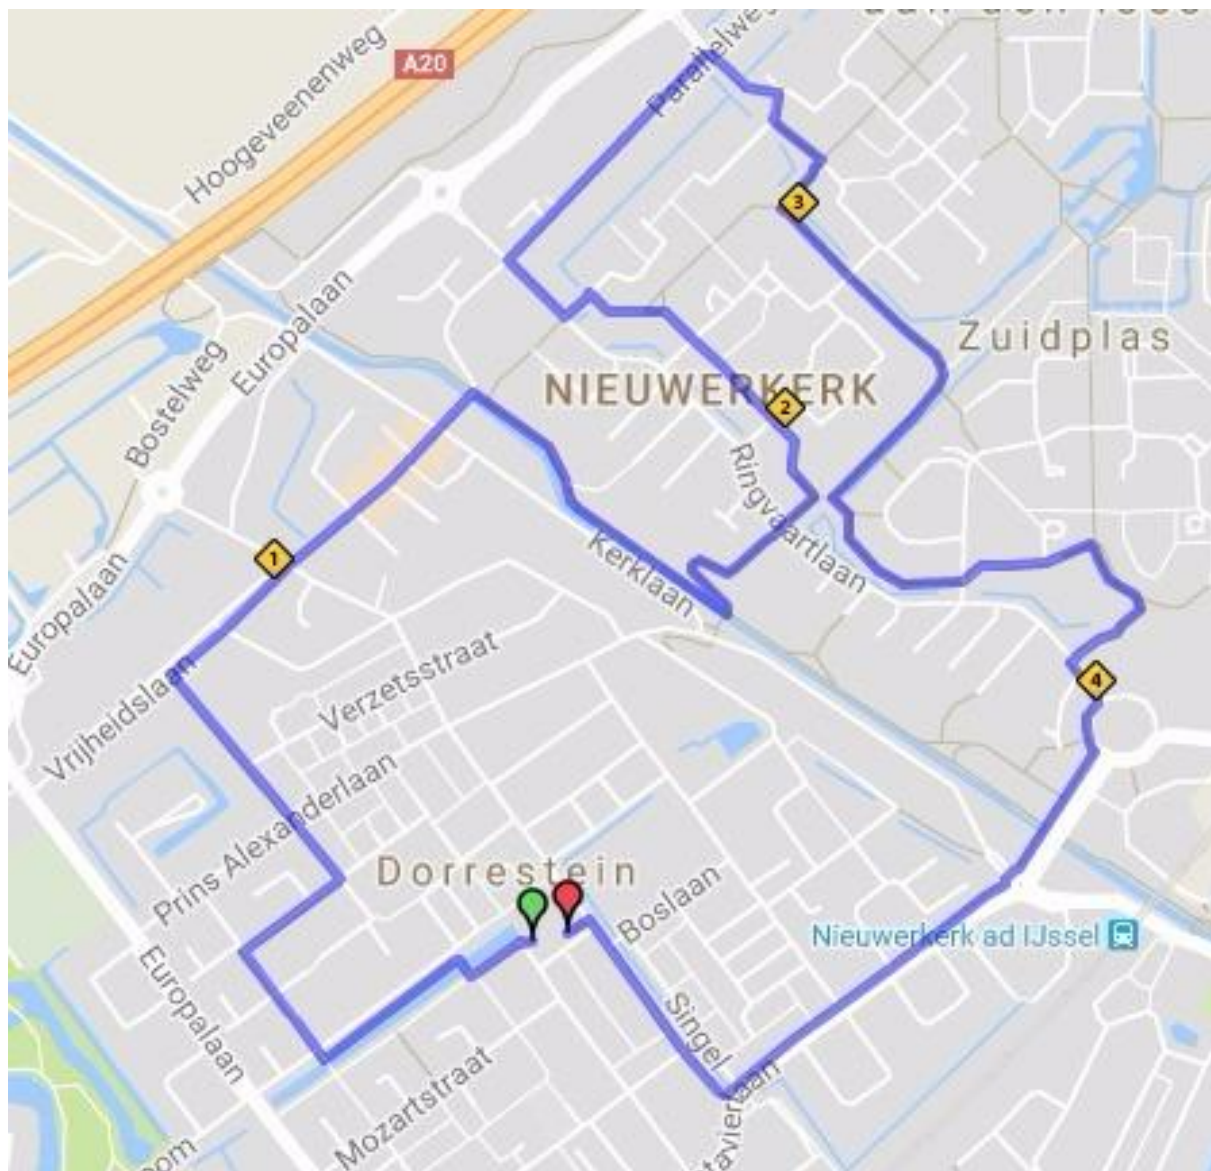 A20
Parallelweg
Hoogeveenenweg
3
Europalaan
Zuidplas
Bostelweg
NIEUWERKERK
2
Ringvaartlaan
1
Kerklaan
Europalaan
Verzetsstraat
Vrijheidslaan
4
Prins Alexanderlaan
Dorrestein
Boslaan
Nieuwerkerk ad IJssel
Europalaan
Singel
Mozartstraat